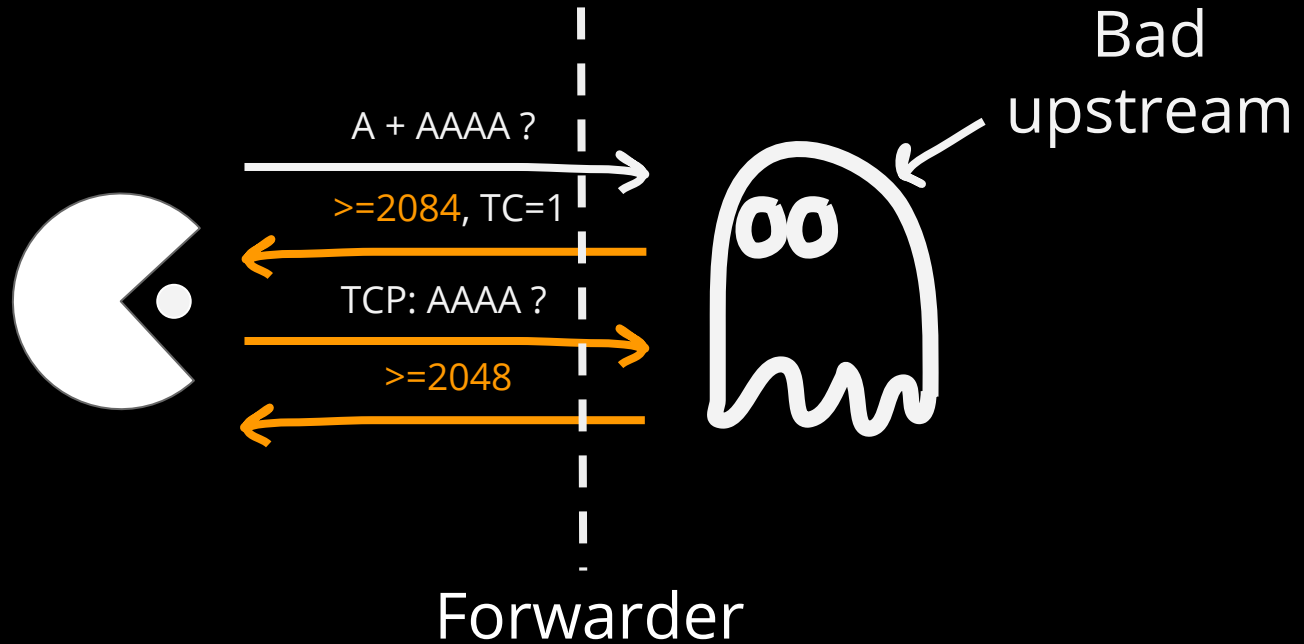 Bad
upstream
A + AAAA ?
>=2084, TC=1
TCP: AAAA ?
>=2048
Forwarder